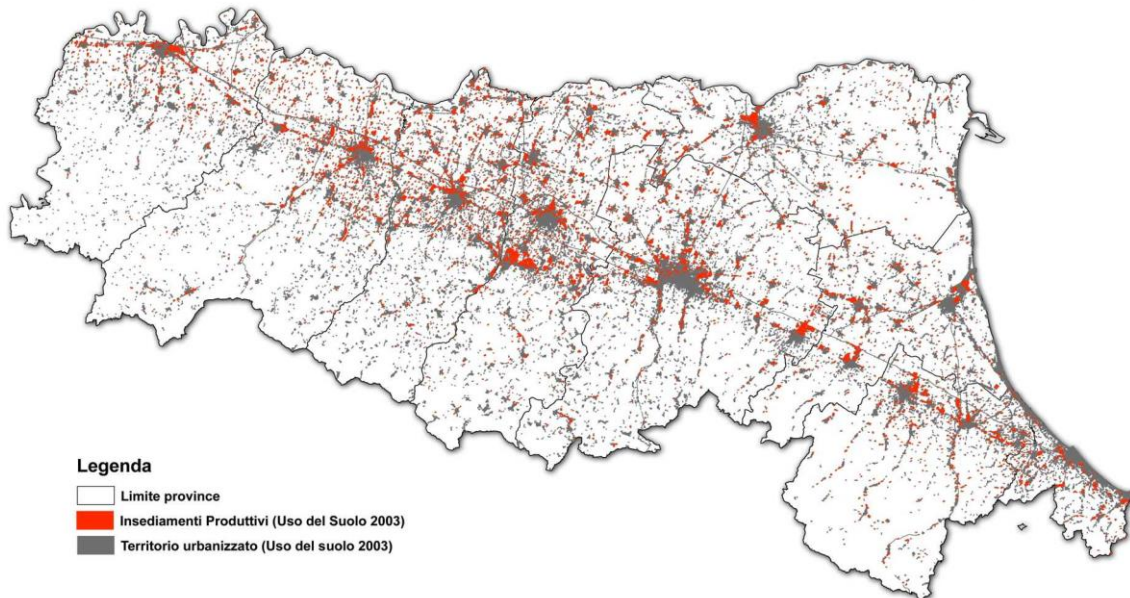 Legenda
Limite province
Insediamenti Produttivi (Uso del Suolo 2003)
Territorio urbanizzato (Uso del suolo 2003)